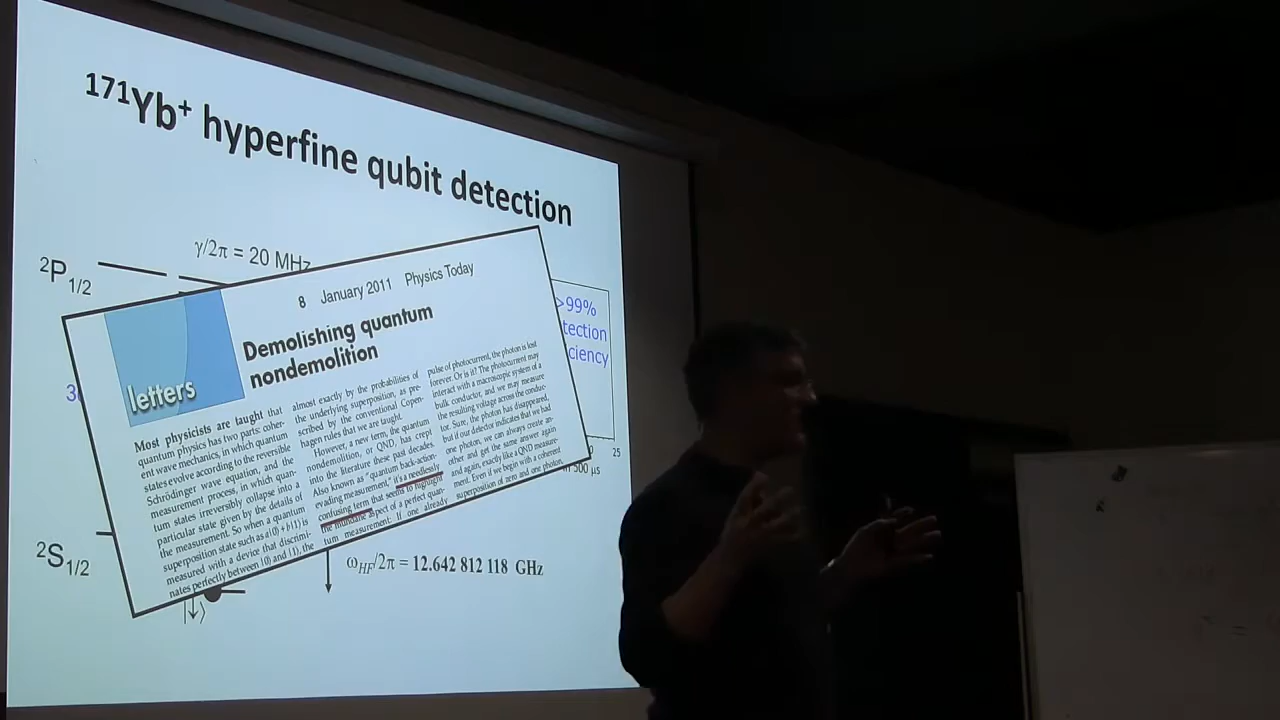 ¹⁷¹Yb⁺ hyperfine qubit detection
γ/2π = 20 MHz
²P₁/₂
>99%
tection
ciency
8 January 2011 Physics Today
Demolishing quantum
nondemolition
letters
Most physicists are taught that
quantum physics has two parts: coher-
ent wave mechanics, in which quantum
states evolve according to the reversible
Schrödinger wave equation, and the
measurement process, in which quan-
tum states irreversibly collapse into a
particular state given by the details of
the measurement. So when a quantum
superposition state such as a|0⟩ + b|1⟩ is
measured with a device that discrimi-
nates perfectly between |0⟩ and |1⟩, the
almost exactly by the probabilities of
the underlying superposition, as pre-
scribed by the conventional Copen-
hagen rules that we are taught.
However, a new term, the quantum
nondemolition, or QND, has crept
into the literature these past decades.
Also known as "quantum back-action-
evading measurement," it's a needlessly
confusing term that seems to highlight
the mundane aspect of a perfect quan-
tum measurement. If one already
pulse of photocurrent, the photon is lost
forever. Or is it? The photocurrent may
interact with a macroscopic system of a
bulk conductor, and we may measure
the resulting voltage across the conduc-
tor. Sure, the photon has disappeared,
but if our detector indicates that we had
one photon, we can always create an-
other and get the same answer again
and again, exactly like a QND measure-
ment. Even if we begin with a coherent
superposition of zero and one photon,
25
in 500 μs
²S₁/₂
ω_HF/2π = 12.642 812 118 GHz
|↓⟩